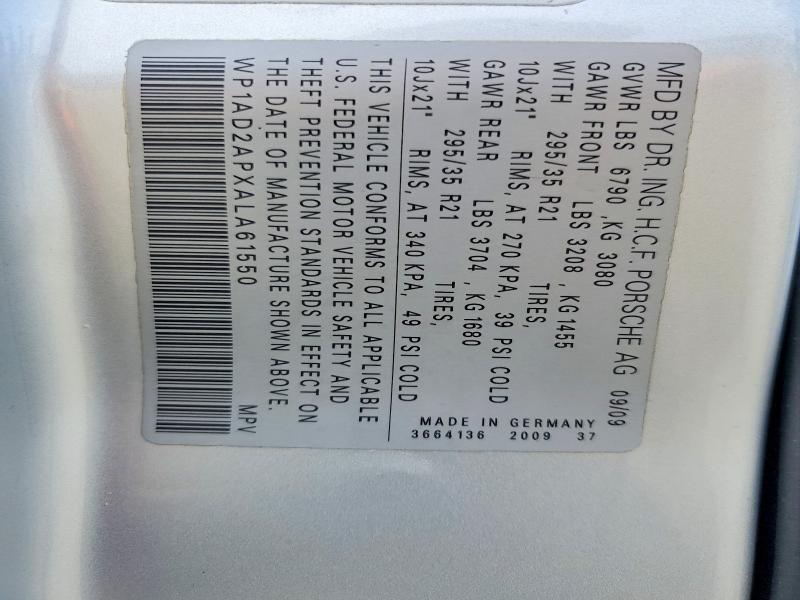 MFD BY DR. ING. H.C.F. PORSCHE AG 09/09
GVWR LBS 6790 ,KG 3080
GAWR FRONT LBS 3208 , KG 1455
WITH 295/35 R21 TIRES,
10Jx21" RIMS, AT 270 KPA, 39 PSI COLD
GAWR REAR LBS 3704 , KG 1680
WITH 295/35 R21 TIRES,
10Jx21" RIMS, AT 340 KPA, 49 PSI COLD
THIS VEHICLE CONFORMS TO ALL APPLICABLE
U.S. FEDERAL MOTOR VEHICLE SAFETY AND
THEFT PREVENTION STANDARDS IN EFFECT ON
THE DATE OF MANUFACTURE SHOWN ABOVE.
WP1AD2APXALA61550 MPV
MADE IN GERMANY
3664136 2009 37